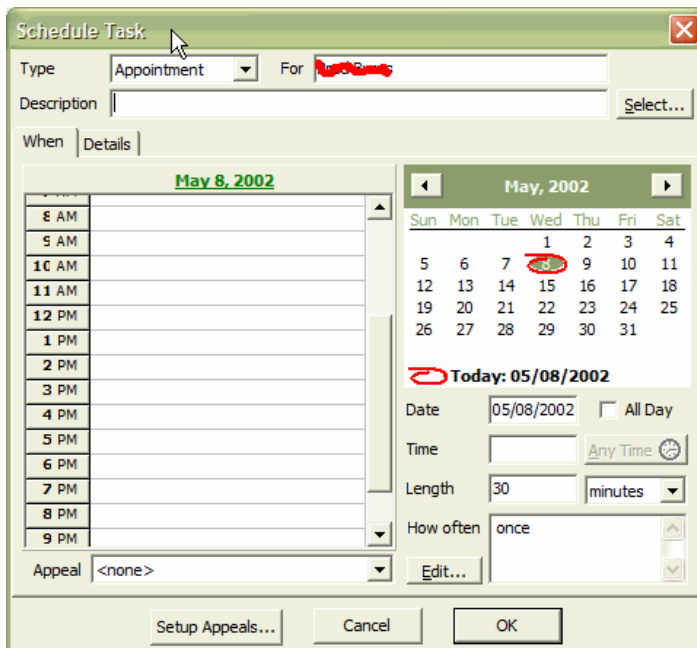 Schedule Task
Type Appointment For
Description Select...
When Details
May 8, 2002
8 AM
9 AM
10 AM
11 AM
12 PM
1 PM
2 PM
3 PM
4 PM
5 PM
6 PM
7 PM
8 PM
9 PM
Appeal <none>
May, 2002
Sun Mon Tue Wed Thu Fri Sat
1 2 3 4
5 6 7 8 9 10 11
12 13 14 15 16 17 18
19 20 21 22 23 24 25
26 27 28 29 30 31
Today: 05/08/2002
Date 05/08/2002 All Day
Time Any Time
Length 30 minutes
How often once
Edit...
Setup Appeals... Cancel OK